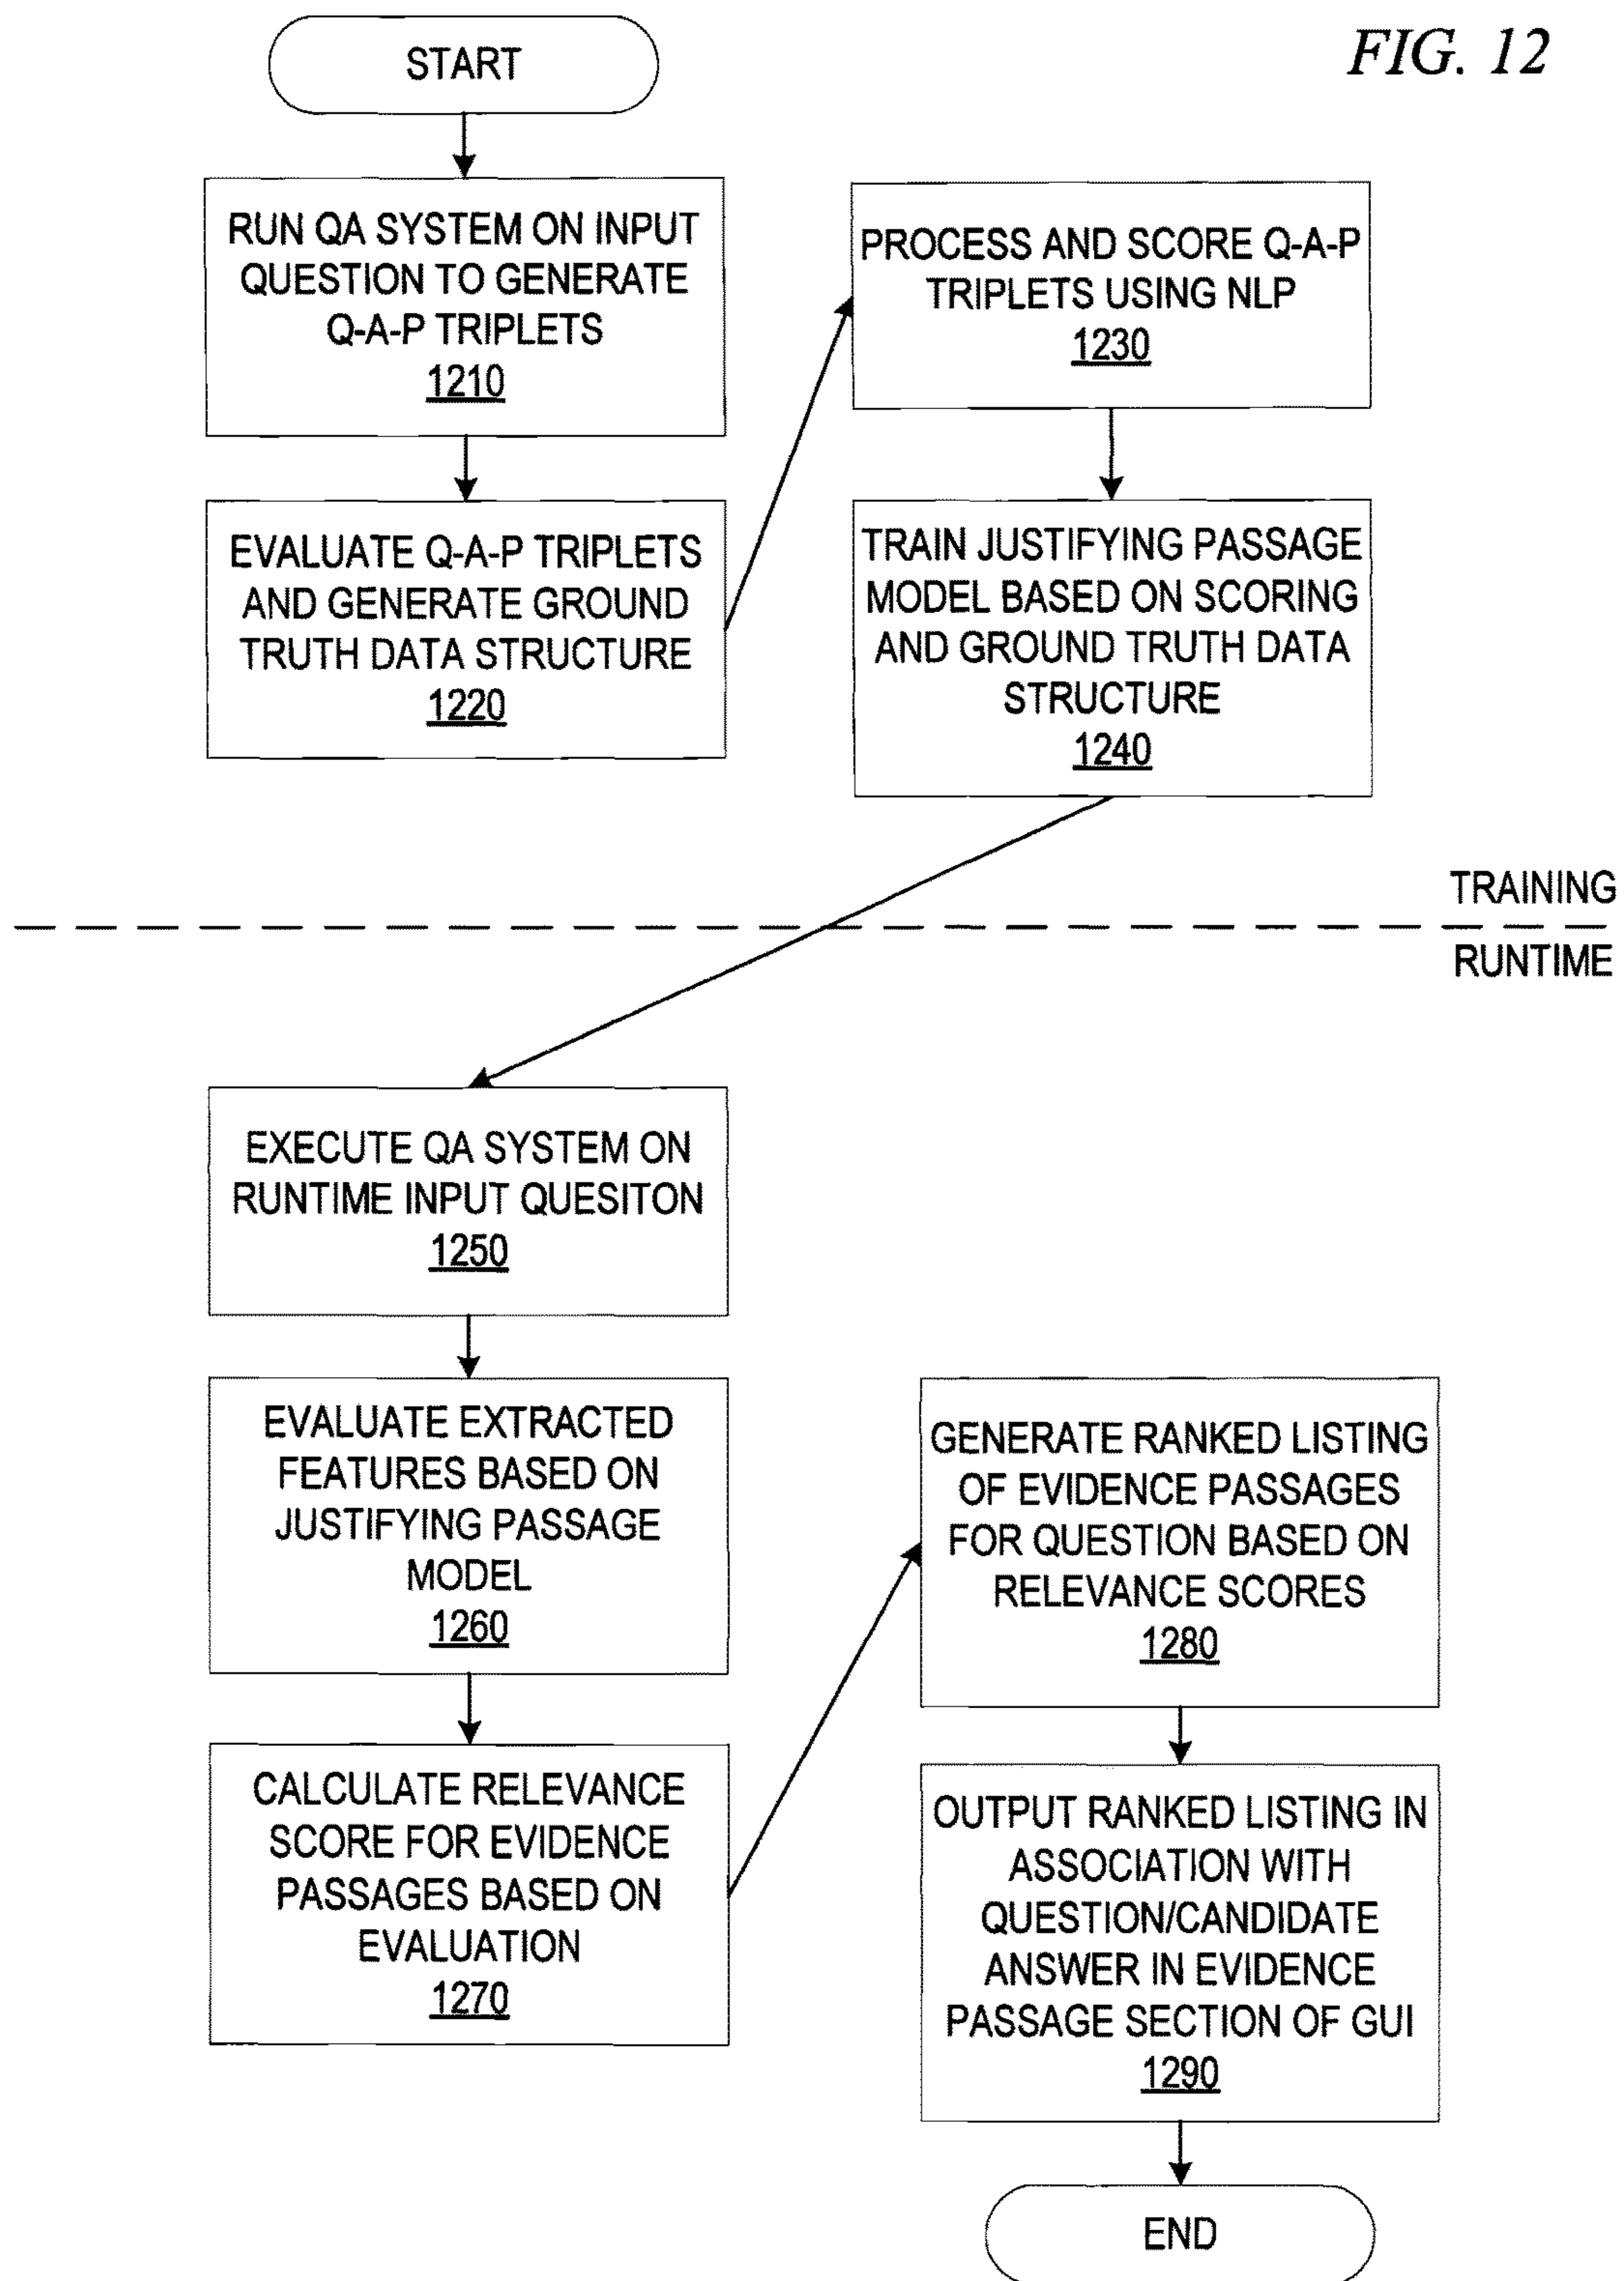 FIG. 12
START
RUN QA SYSTEM ON INPUT
QUESTION TO GENERATE
Q-A-P TRIPLETS
1210
EVALUATE Q-A-P TRIPLETS
AND GENERATE GROUND
TRUTH DATA STRUCTURE
1220
PROCESS AND SCORE Q-A-P
TRIPLETS USING NLP
1230
TRAIN JUSTIFYING PASSAGE
MODEL BASED ON SCORING
AND GROUND TRUTH DATA
STRUCTURE
1240
TRAINING
RUNTIME
EXECUTE QA SYSTEM ON
RUNTIME INPUT QUESITON
1250
EVALUATE EXTRACTED
FEATURES BASED ON
JUSTIFYING PASSAGE
MODEL
1260
CALCULATE RELEVANCE
SCORE FOR EVIDENCE
PASSAGES BASED ON
EVALUATION
1270
GENERATE RANKED LISTING
OF EVIDENCE PASSAGES
FOR QUESTION BASED ON
RELEVANCE SCORES
1280
OUTPUT RANKED LISTING IN
ASSOCIATION WITH
QUESTION/CANDIDATE
ANSWER IN EVIDENCE
PASSAGE SECTION OF GUI
1290
END